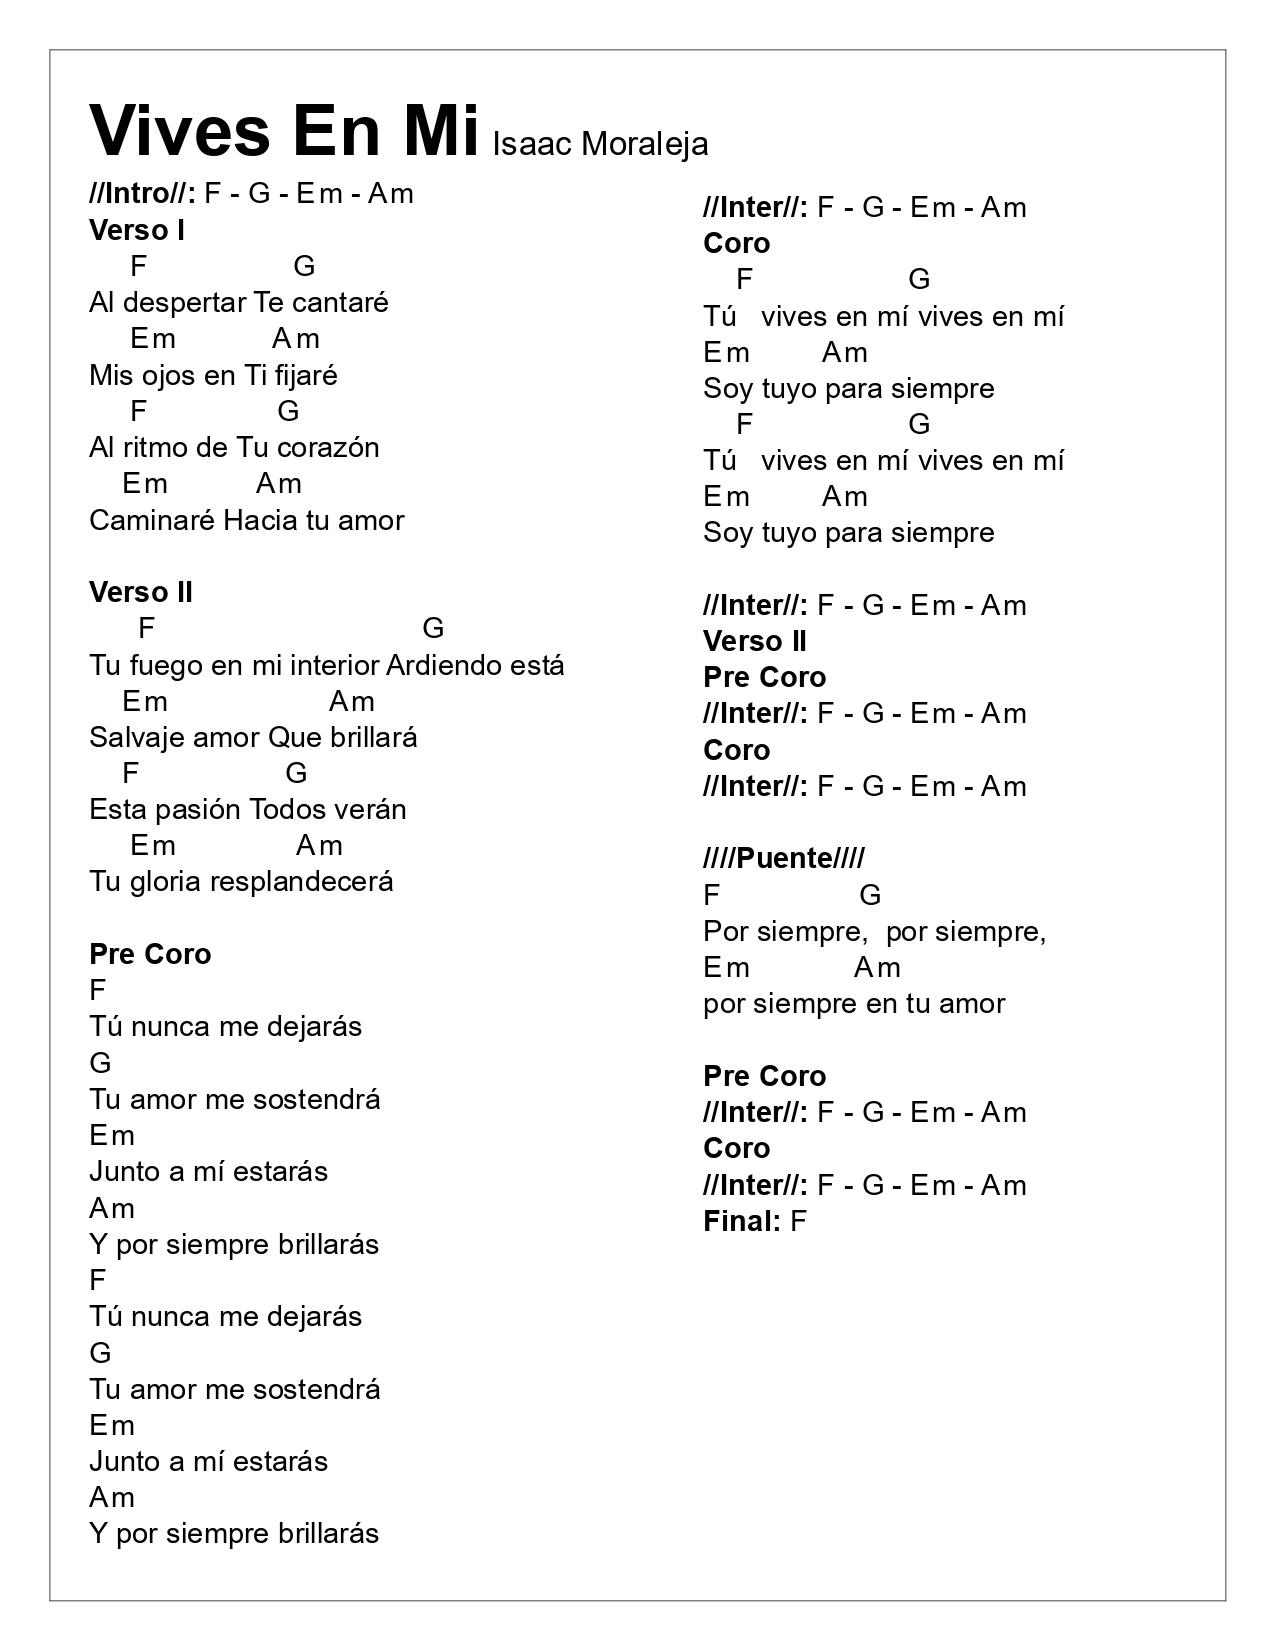 Vives En Mi Isaac Moraleja
//Intro//: F - G - Em - Am
Verso I
F G
Al despertar Te cantaré
Em Am
Mis ojos en Ti fijaré
F G
Al ritmo de Tu corazón
Em Am
Caminaré Hacia tu amor
Verso II
F G
Tu fuego en mi interior Ardiendo está
Em Am
Salvaje amor Que brillará
F G
Esta pasión Todos verán
Em Am
Tu gloria resplandecerá
Pre Coro
F
Tú nunca me dejarás
G
Tu amor me sostendrá
Em
Junto a mí estarás
Am
Y por siempre brillarás
F
Tú nunca me dejarás
G
Tu amor me sostendrá
Em
Junto a mí estarás
Am
Y por siempre brillarás
//Inter//: F - G - Em - Am
Coro
F G
Tú vives en mí vives en mí
Em Am
Soy tuyo para siempre
F G
Tú vives en mí vives en mí
Em Am
Soy tuyo para siempre
//Inter//: F - G - Em - Am
Verso II
Pre Coro
//Inter//: F - G - Em - Am
Coro
//Inter//: F - G - Em - Am
////Puente////
F G
Por siempre, por siempre,
Em Am
por siempre en tu amor
Pre Coro
//Inter//: F - G - Em - Am
Coro
//Inter//: F - G - Em - Am
Final: F